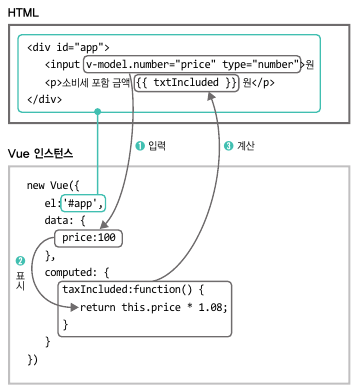 HTML
<div id="app">
<input v-model.number="price" type="number">원
<p>소비세 포함 금액 {{ txtIncluded }} 원</p>
</div>
❶ 입력
❸ 계산
Vue 인스턴스
new Vue({
el:'#app',
data: {
price:100
},
❷ 표시
computed: {
taxIncluded:function() {
return this.price * 1.08;
}
}
})